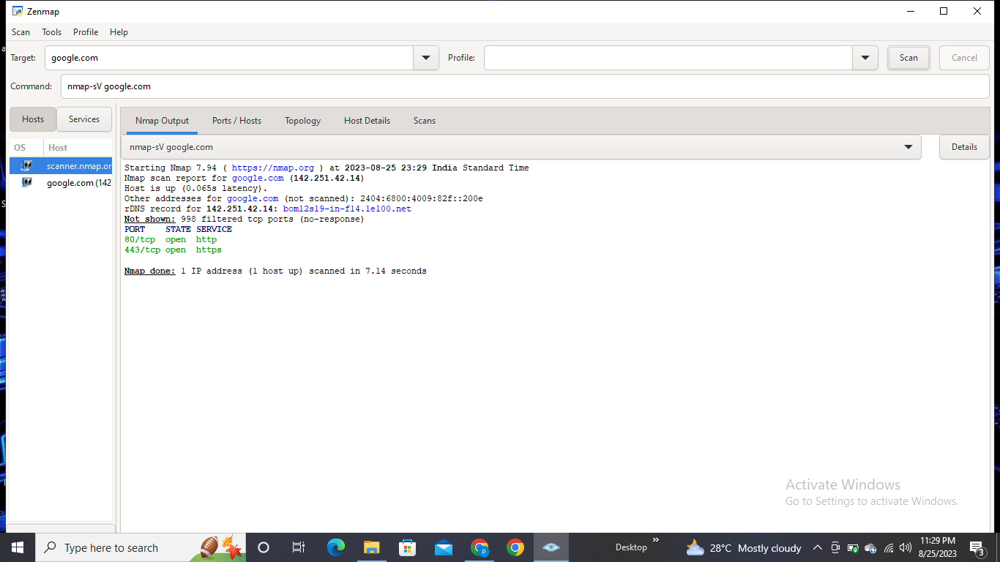 Zenmap
Scan Tools Profile Help
Target: google.com Profile: Scan Cancel
Command: nmap-sV google.com
Hosts Services
OS Host
scanner.nmap.or
google.com (142
Nmap Output Ports / Hosts Topology Host Details Scans
nmap-sV google.com Details
Starting Nmap 7.94 ( https://nmap.org ) at 2023-08-25 23:29 India Standard Time
Nmap scan report for google.com (142.251.42.14)
Host is up (0.065s latency).
Other addresses for google.com (not scanned): 2404:6800:4009:82f::200e
rDNS record for 142.251.42.14: bom12s19-in-f14.1e100.net
Not shown: 998 filtered tcp ports (no-response)
PORT STATE SERVICE
80/tcp open http
443/tcp open https
Nmap done: 1 IP address (1 host up) scanned in 7.14 seconds
Activate Windows
Go to Settings to activate Windows.
Type here to search
Desktop
28°C Mostly cloudy
11:29 PM
8/25/2023
3